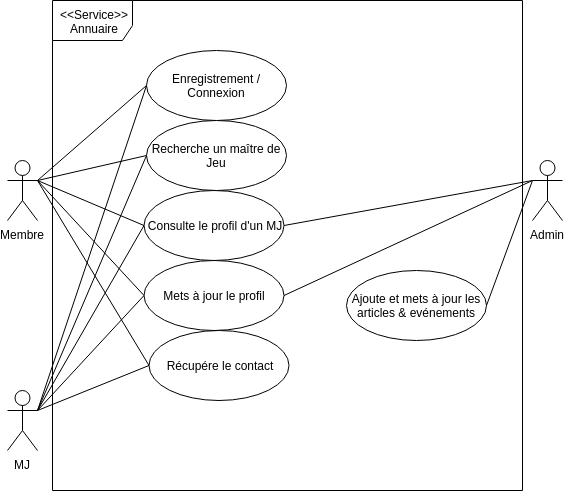 <<Service>>
Annuaire
Enregistrement /
Connexion
Recherche un maître de
Jeu
Consulte le profil d'un MJ
Mets à jour le profil
Récupére le contact
Ajoute et mets à jour les
articles & evénements
Membre
Admin
MJ